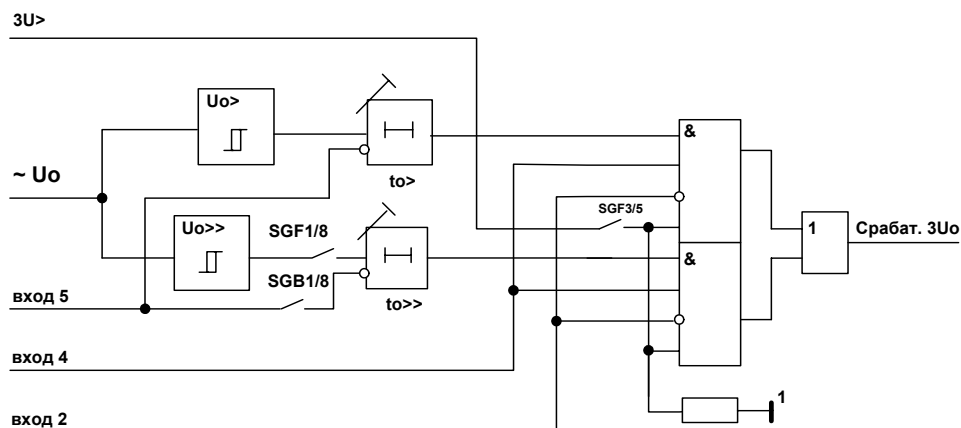 3U>
Uo>
&
~ Uo
to>
SGF3/5
Uo>>
SGF1/8
1
Срабат. 3Uo
&
SGB1/8
вход 5
to>>
вход 4
1
вход 2